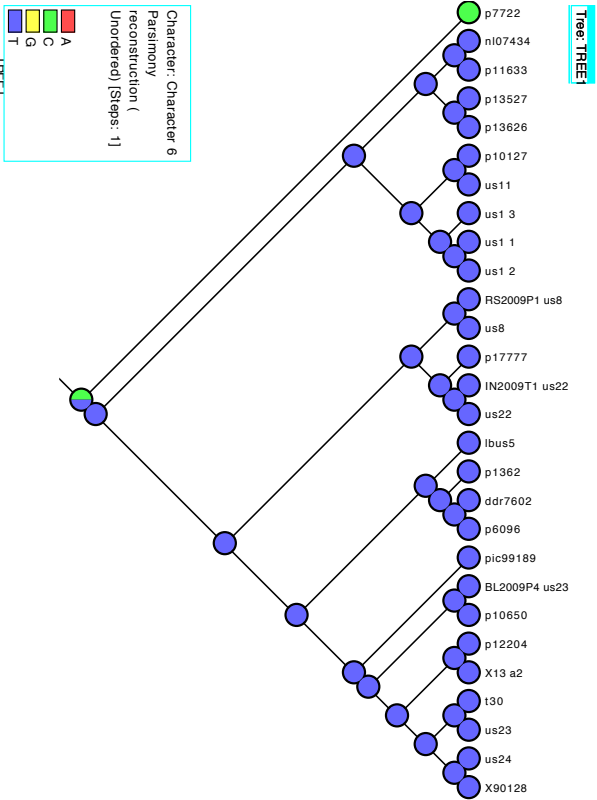 Tree: TREE1
p7722
nl07434
p11633
p13527
p13626
p10127
us11
us1 3
us1 1
us1 2
RS2009P1 us8
us8
p17777
IN2009T1 us22
us22
lbus5
p1362
ddr7602
p6096
pic99189
BL2009P4 us23
p10650
p12204
X13 a2
t30
us23
us24
X90128
Character: Character 6
Parsimony
reconstruction (
Unordered) [Steps: 1]
A
C
G
T